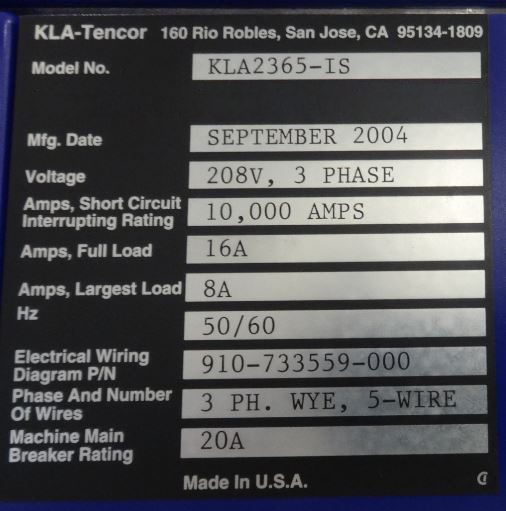 KLA-Tencor 160 Rio Robles, San Jose, CA 95134-1809
Model No. KLA2365-IS
Mfg. Date SEPTEMBER 2004
Voltage 208V, 3 PHASE
Amps, Short Circuit
Interrupting Rating 10,000 AMPS
Amps, Full Load 16A
Amps, Largest Load 8A
Hz 50/60
Electrical Wiring
Diagram P/N 910-733559-000
Phase And Number
Of Wires 3 PH. WYE, 5-WIRE
Machine Main
Breaker Rating 20A
Made In U.S.A.